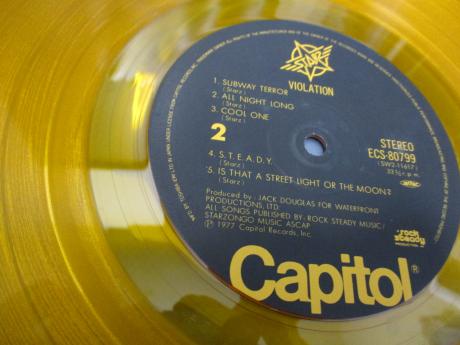 STARZ
VIOLATION
1. SUBWAY TERROR
(Starz)
2. ALL NIGHT LONG
(Starz)
3. COOL ONE
(Starz)
2
STEREO
ECS-80799
(SW2-11617)
33⅓ r.p.m.
4. S.T.E.A.D.Y.
(Starz)
5. IS THAT A STREET LIGHT OR THE MOON?
(Starz)
Produced by: JACK DOUGLAS FOR WATERFRONT
PRODUCTIONS, LTD.
ALL SONGS PUBLISHED BY: ROCK STEADY MUSIC/
STARZONGO MUSIC ASCAP
Ⓟ 1977 Capitol Records, Inc.
rock
steady
Capitol®